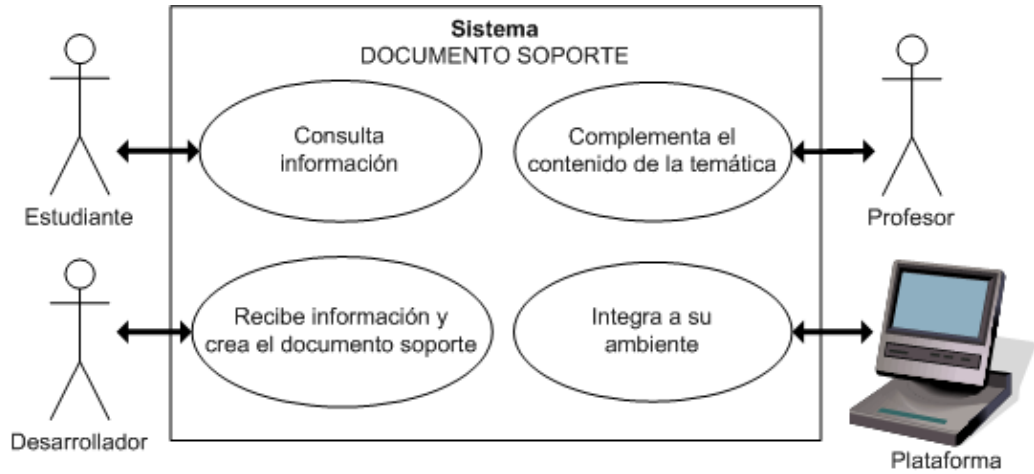 Sistema
DOCUMENTO SOPORTE
Consulta
información
Complementa el
contenido de la temática
Estudiante
Profesor
Recibe información y
crea el documento soporte
Integra a su
ambiente
Desarrollador
Plataforma